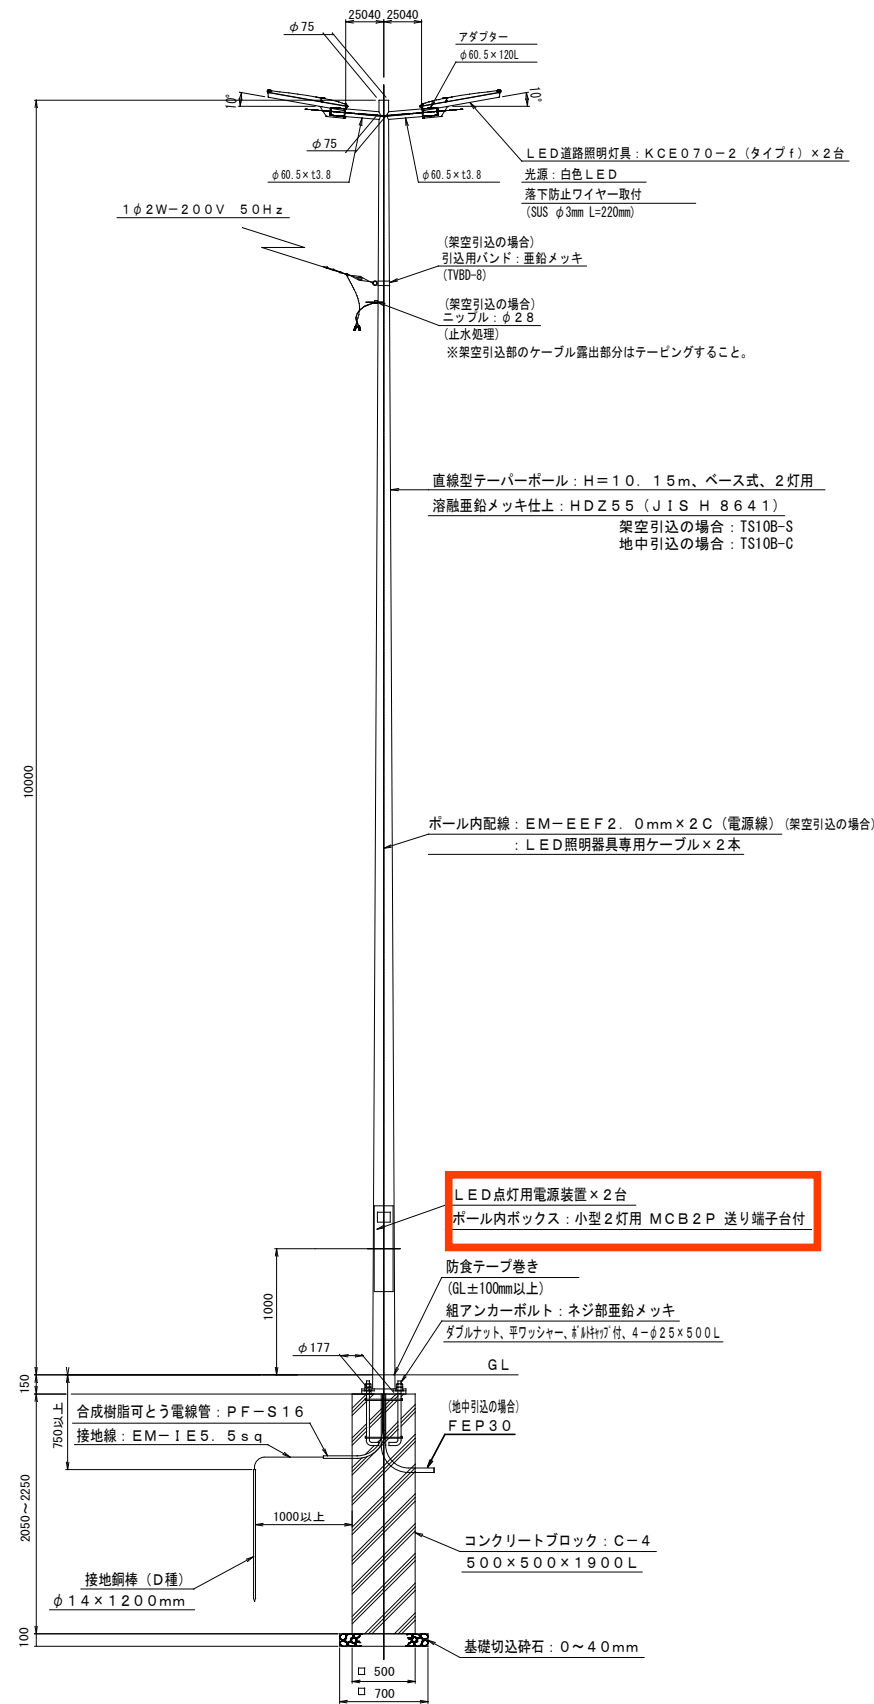 25040
25040
φ75
アダプター
φ60.5×120L
10°
10°
φ75
φ60.5×t3.8
φ60.5×t3.8
LED道路照明灯具：KCE070－2（タイプf）×2台
光源：白色LED
落下防止ワイヤー取付
(SUS φ3mm L=220mm)
1φ2W－200V 50Hz
(架空引込の場合)
引込用バンド：亜鉛メッキ
(TVBD-8)
(架空引込の場合)
ニップル：φ28
(止水処理)
※架空引込部のケーブル露出部分はテーピングすること。
直線型テーパーポール：H＝10．15m、ベース式、2灯用
溶融亜鉛メッキ仕上：HDZ55（JIS H 8641）
架空引込の場合：TS10B-S
地中引込の場合：TS10B-C
10000
ポール内配線：EM－EEF2．0mm×2C（電源線）(架空引込の場合)
：LED照明器具専用ケーブル×2本
LED点灯用電源装置×2台
ポール内ボックス：小型2灯用 MCB2P 送り端子台付
防食テープ巻き
(GL±100mm以上)
1000
組アンカーボルト：ネジ部亜鉛メッキ
ダブルナット、平ワッシャー、ボルトキャップ付、4－φ25×500L
φ177
GL
150
750以上
合成樹脂可とう電線管：PF－S16
接地線：EM－IE5．5sq
(地中引込の場合)
FEP30
2050～2250
1000以上
コンクリートブロック：C－4
500×500×1900L
接地銅棒（D種）
φ14×1200mm
100
基礎切込砕石：0～40mm
□ 500
□ 700